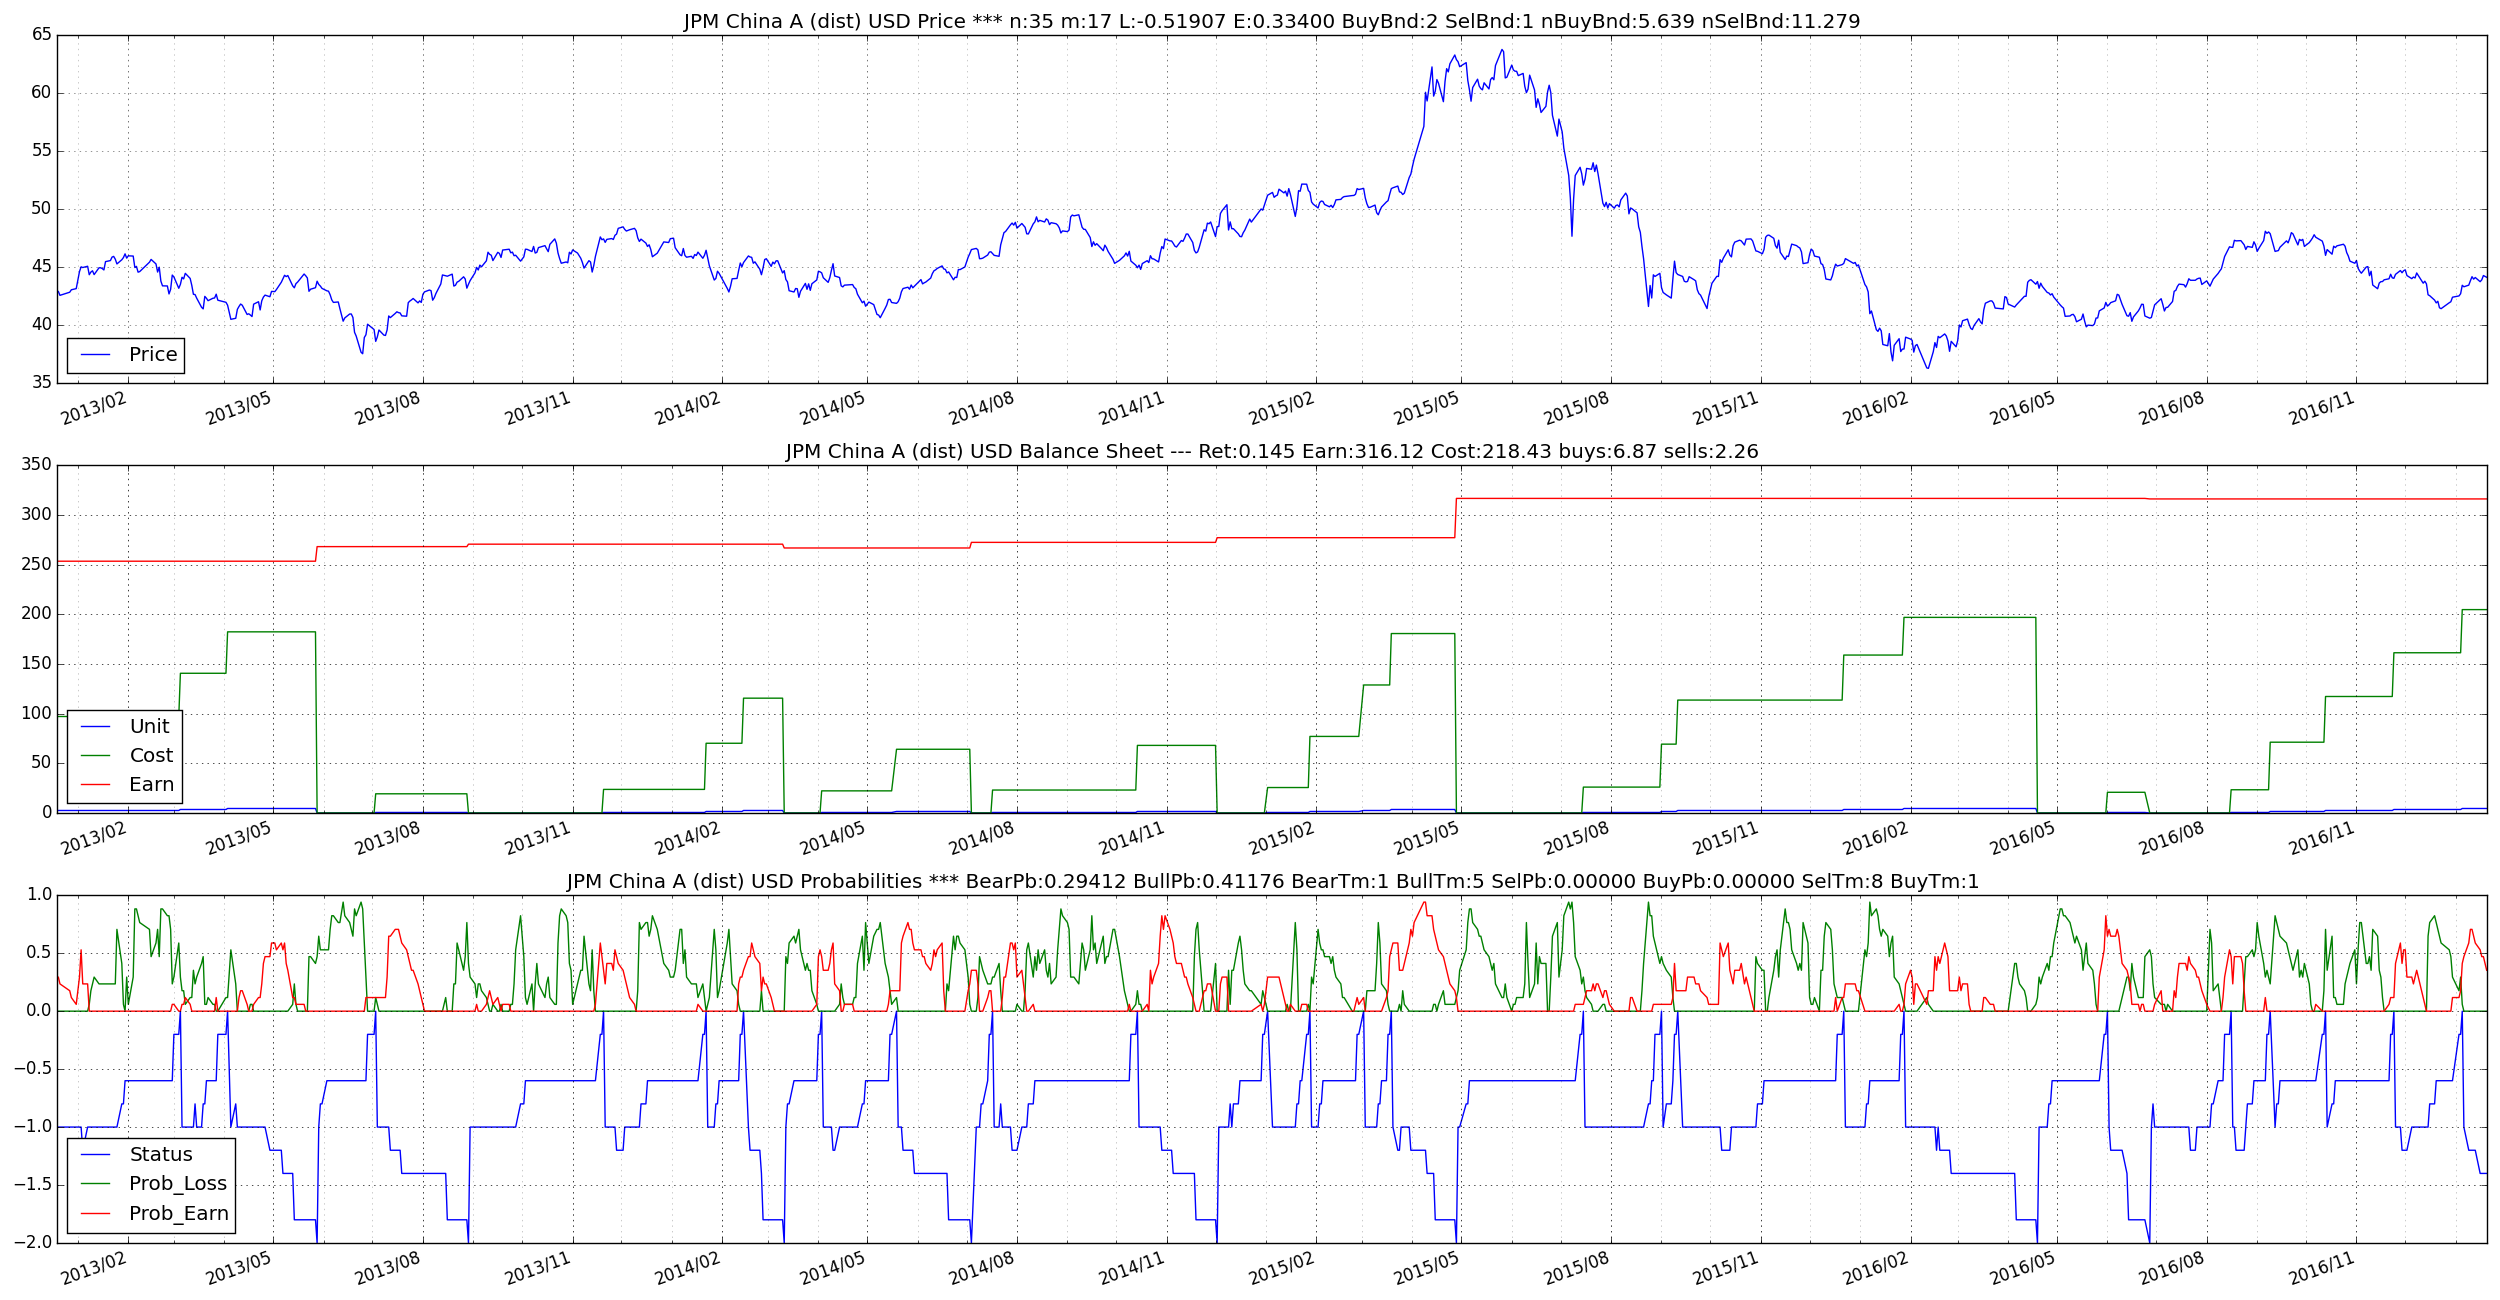 JPM China A (dist) USD Price *** n:35 m:17 L:-0.51907 E:0.33400 BuyBnd:2 SelBnd:1 nBuyBnd:5.639 nSelBnd:11.279
65
60
55
50
45
40
35
Price
2013/02 2013/05 2013/08 2013/11 2014/02 2014/05 2014/08 2014/11 2015/02 2015/05 2015/08 2015/11 2016/02 2016/05 2016/08 2016/11
JPM China A (dist) USD Balance Sheet --- Ret:0.145 Earn:316.12 Cost:218.43 buys:6.87 sells:2.26
350
300
250
200
150
100
50
0
Unit
Cost
Earn
2013/02 2013/05 2013/08 2013/11 2014/02 2014/05 2014/08 2014/11 2015/02 2015/05 2015/08 2015/11 2016/02 2016/05 2016/08 2016/11
JPM China A (dist) USD Probabilities *** BearPb:0.29412 BullPb:0.41176 BearTm:1 BullTm:5 SelPb:0.00000 BuyPb:0.00000 SelTm:8 BuyTm:1
1.0
0.5
0.0
−0.5
−1.0
−1.5
−2.0
Status
Prob_Loss
Prob_Earn
2013/02 2013/05 2013/08 2013/11 2014/02 2014/05 2014/08 2014/11 2015/02 2015/05 2015/08 2015/11 2016/02 2016/05 2016/08 2016/11